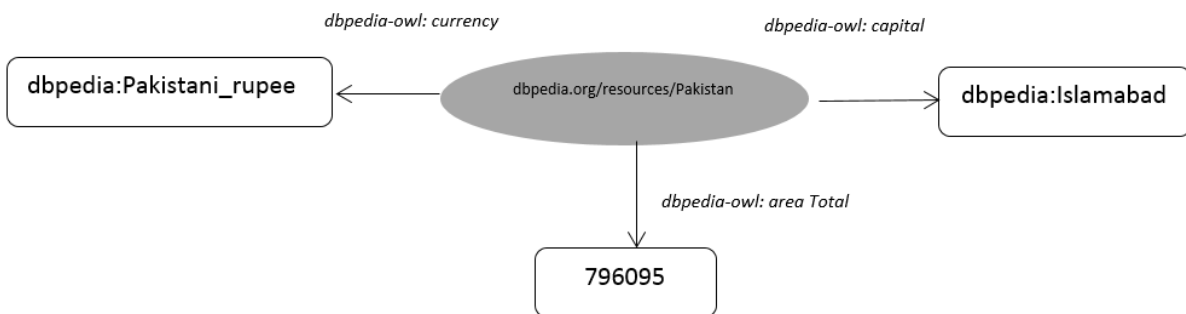 dbpedia-owl: currency
dbpedia-owl: capital
dbpedia:Pakistani_rupee
dbpedia.org/resources/Pakistan
dbpedia:Islamabad
dbpedia-owl: area Total
796095